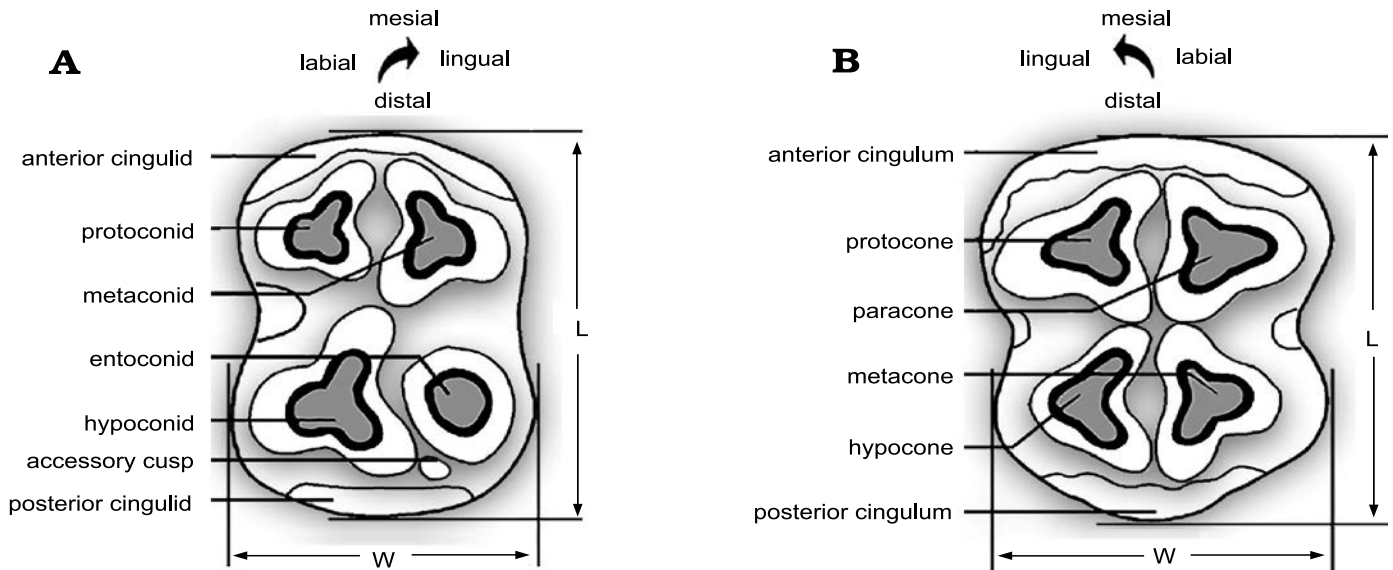 mesial
A
labial
lingual
distal
anterior cingulid
protoconid
metaconid
entoconid
hypoconid
accessory cusp
posterior cingulid
L
W
mesial
B
lingual
labial
distal
anterior cingulum
protocone
paracone
metacone
hypocone
posterior cingulum
L
W